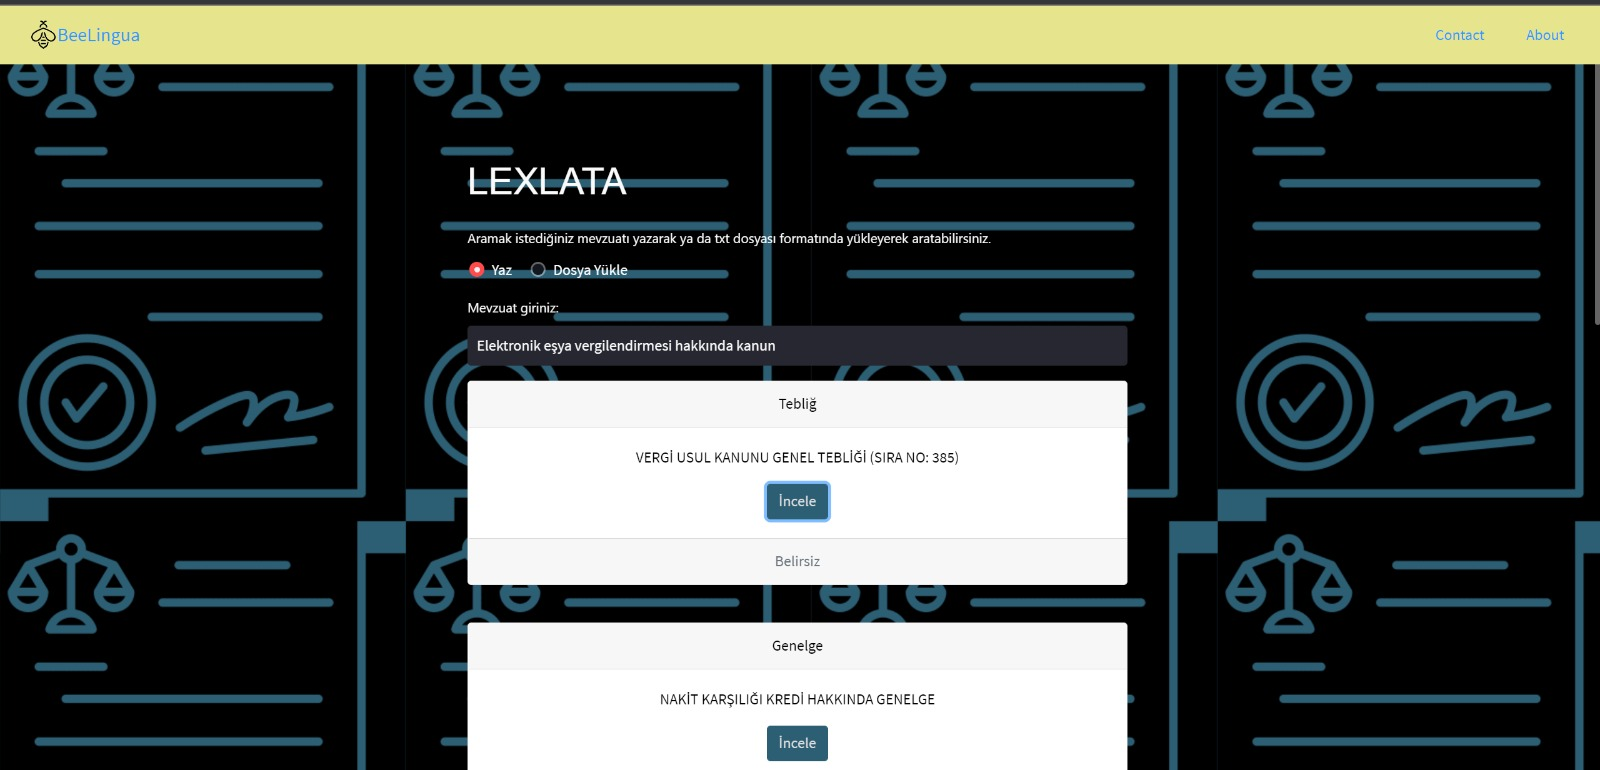 BeeLingua
Contact
About
LEXLATA
Aramak istediğiniz mevzuatı yazarak ya da txt dosyası formatında yükleyerek aratabilirsiniz.
Yaz
Dosya Yükle
Mevzuat giriniz:
Elektronik eşya vergilendirmesi hakkında kanun
Tebliğ
VERGİ USUL KANUNU GENEL TEBLİĞİ (SIRA NO: 385)
İncele
Belirsiz
Genelge
NAKİT KARŞILIĞI KREDİ HAKKINDA GENELGE
İncele